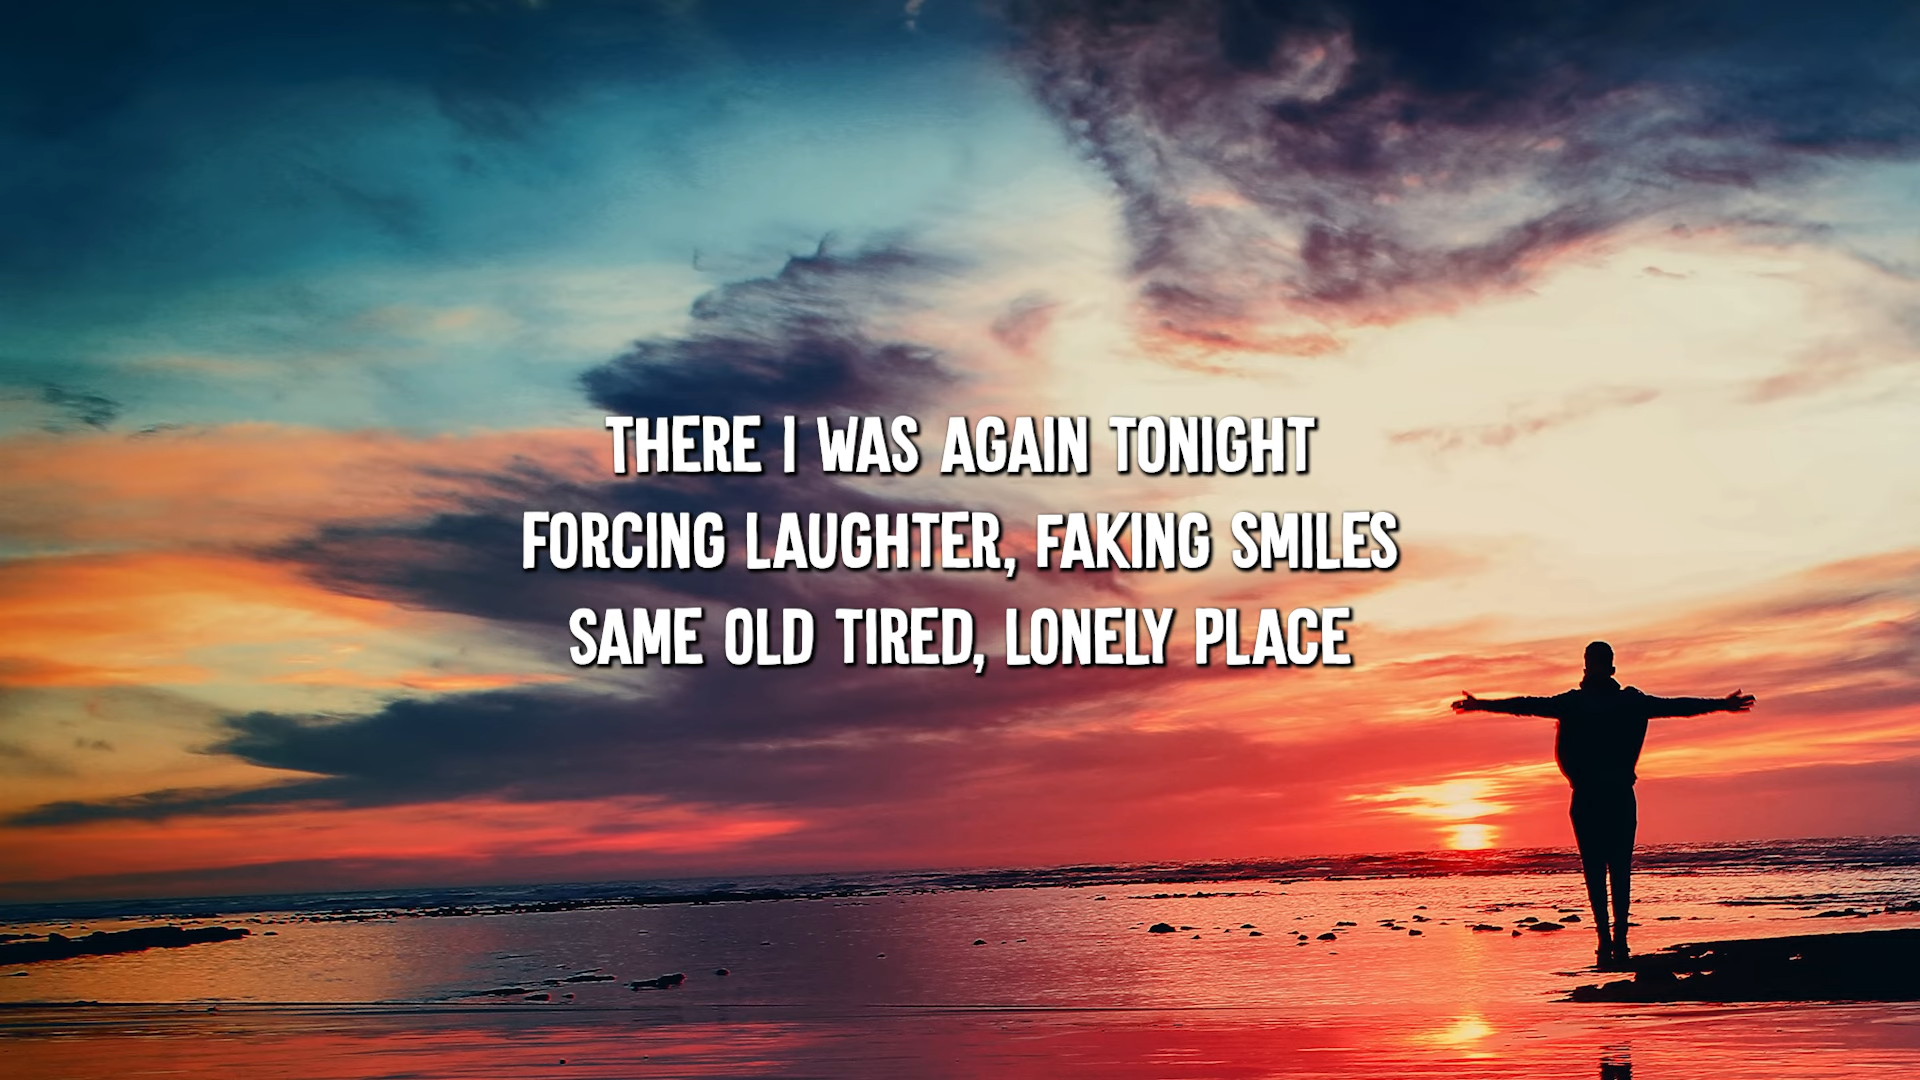 THERE I WAS AGAIN TONIGHT
FORCING LAUGHTER, FAKING SMILES
SAME OLD TIRED, LONELY PLACE